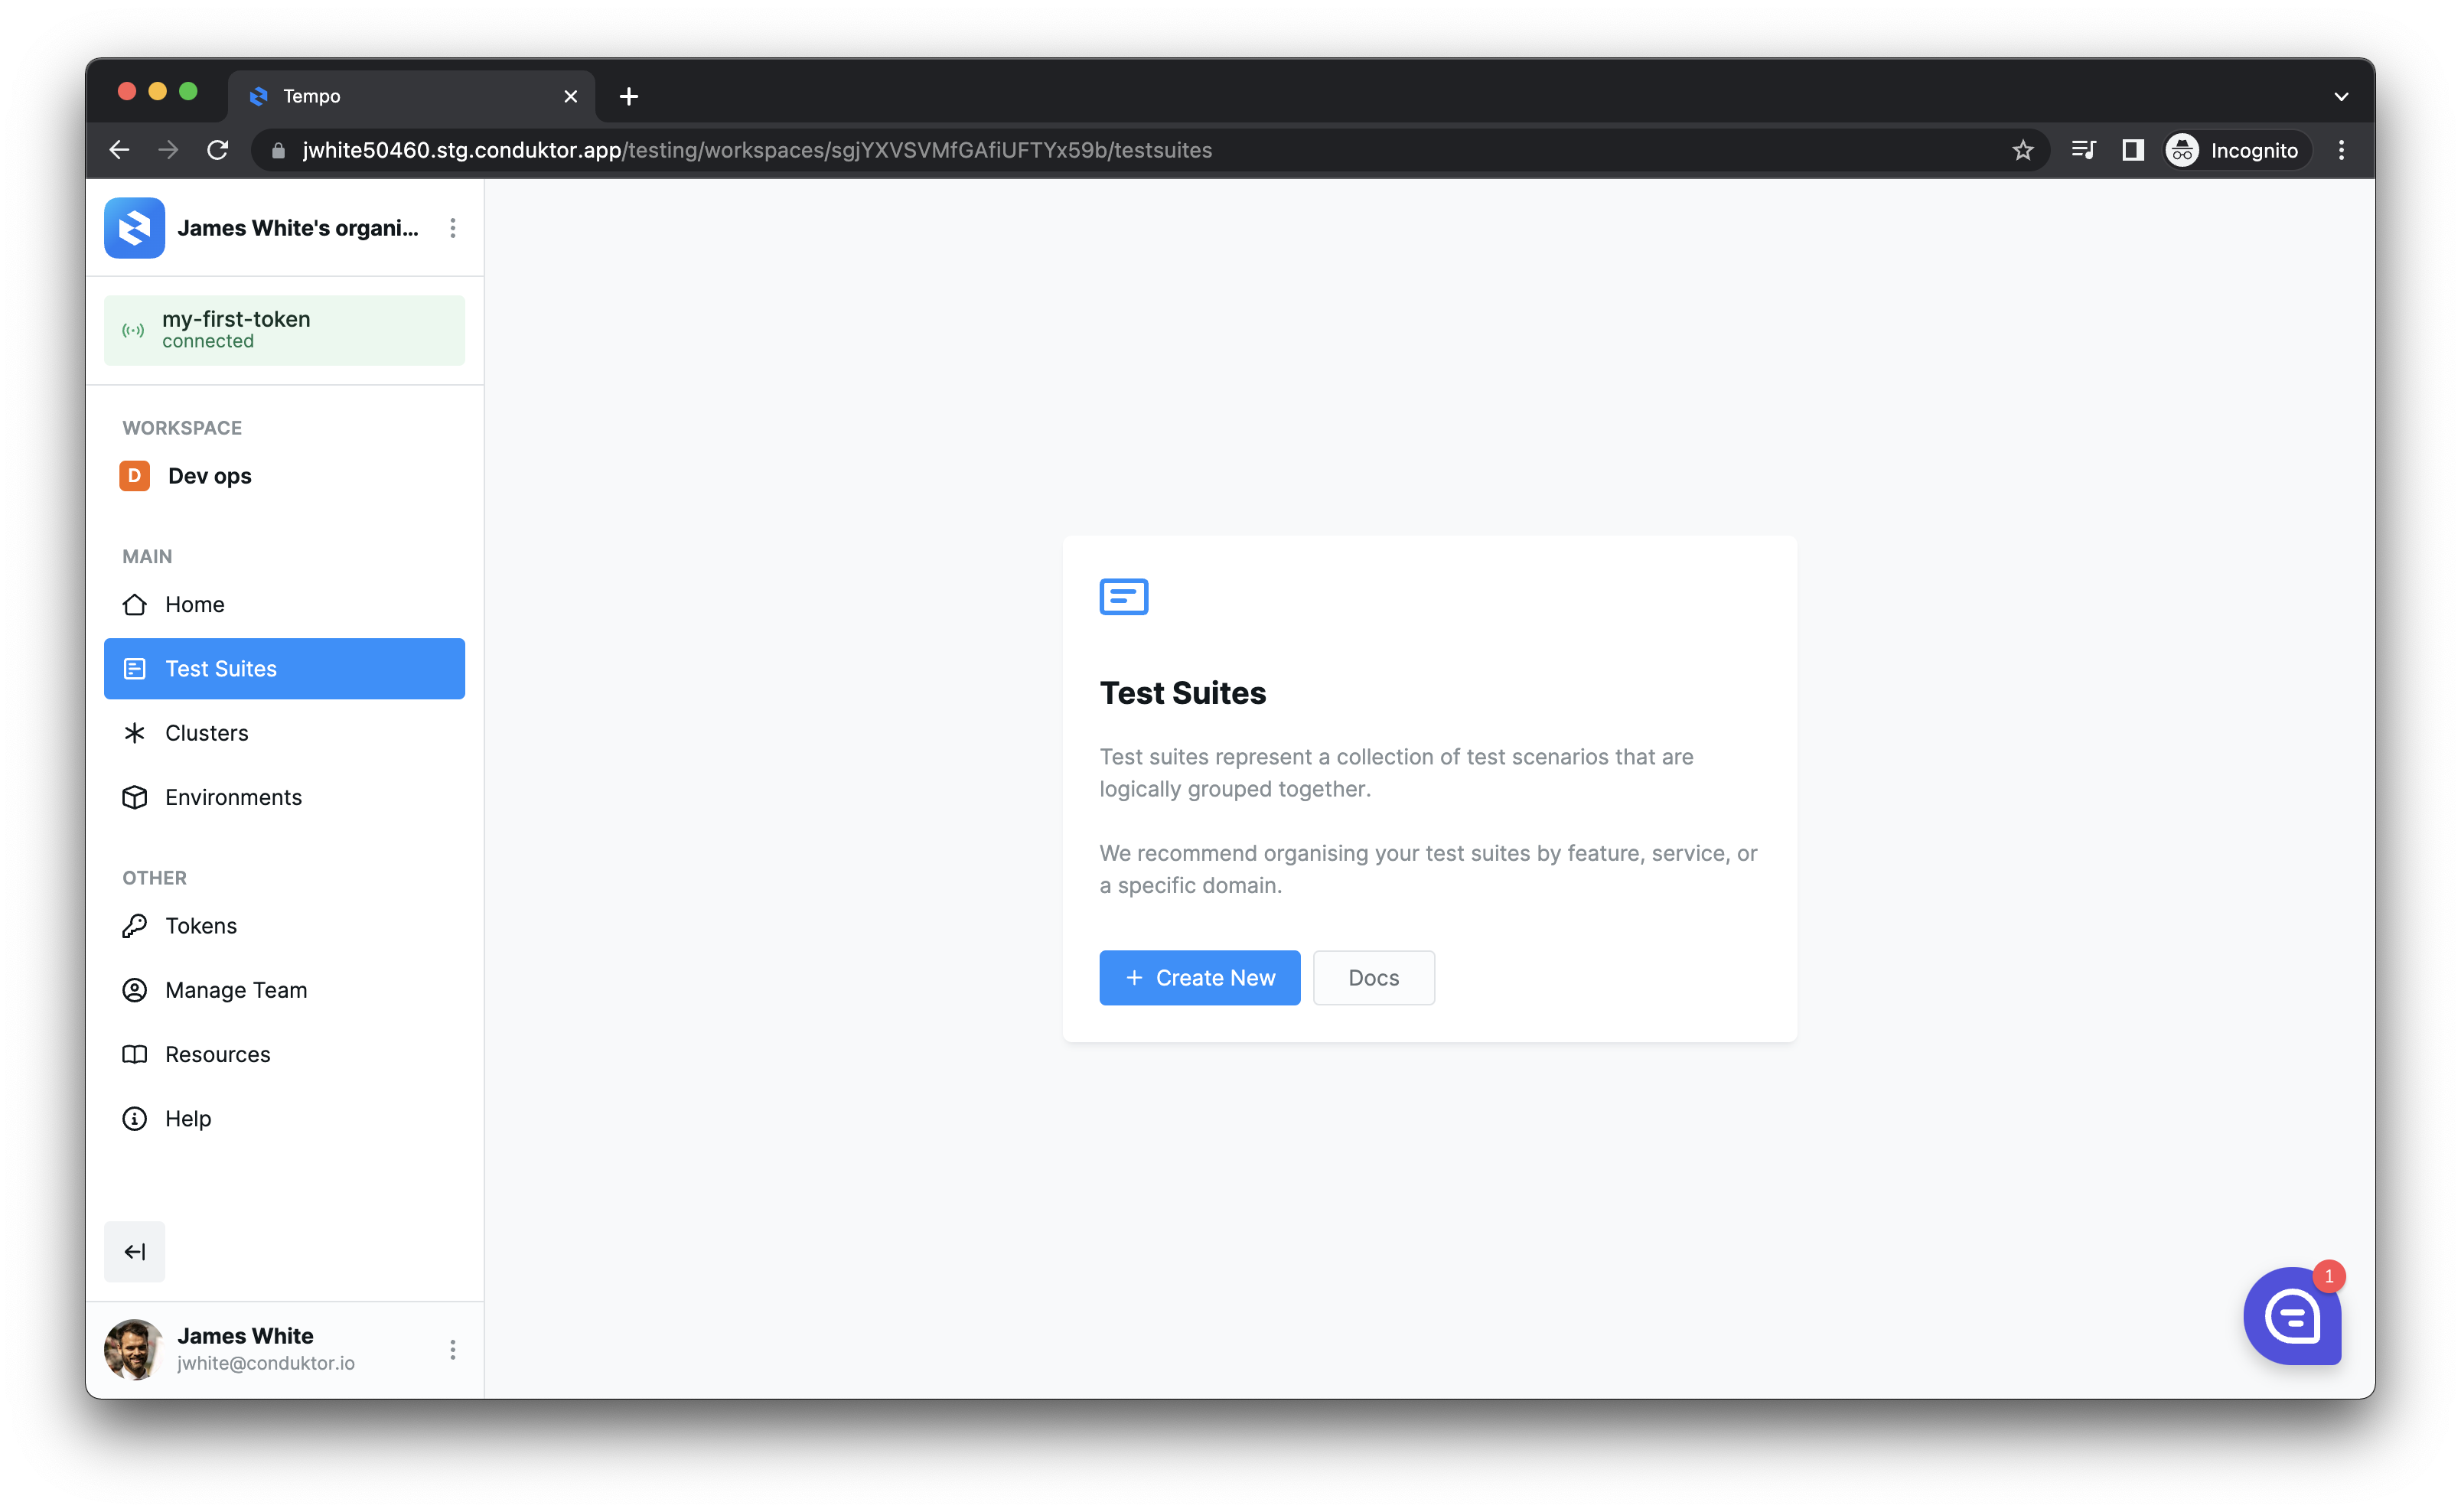 Tempo
jwhite50460.stg.conduktor.app/testing/workspaces/sgjYXVSVMfGAfiUFTYx59b/testsuites
Incognito
James White's organi...
my-first-token
connected
WORKSPACE
D Dev ops
MAIN
Home
Test Suites
Clusters
Environments
OTHER
Tokens
Manage Team
Resources
Help
James White
jwhite@conduktor.io
Test Suites
Test suites represent a collection of test scenarios that are
logically grouped together.
We recommend organising your test suites by feature, service, or
a specific domain.
+ Create New
Docs
1